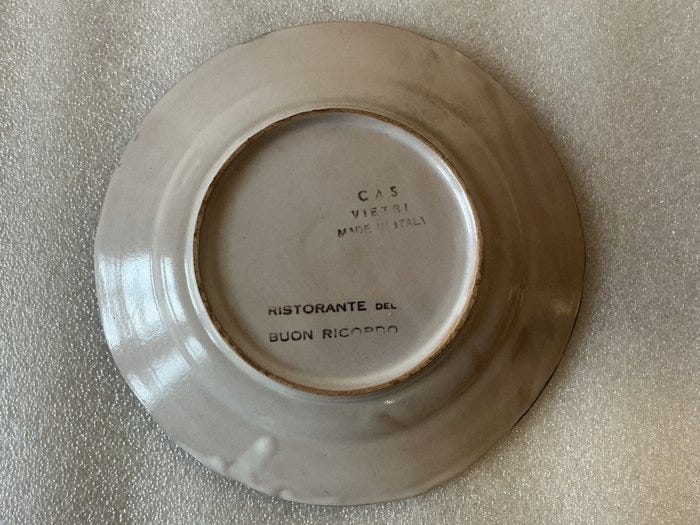 CAS
VIETRI
MADE IN ITALY
RISTORANTE DEL
BUON RICORDO